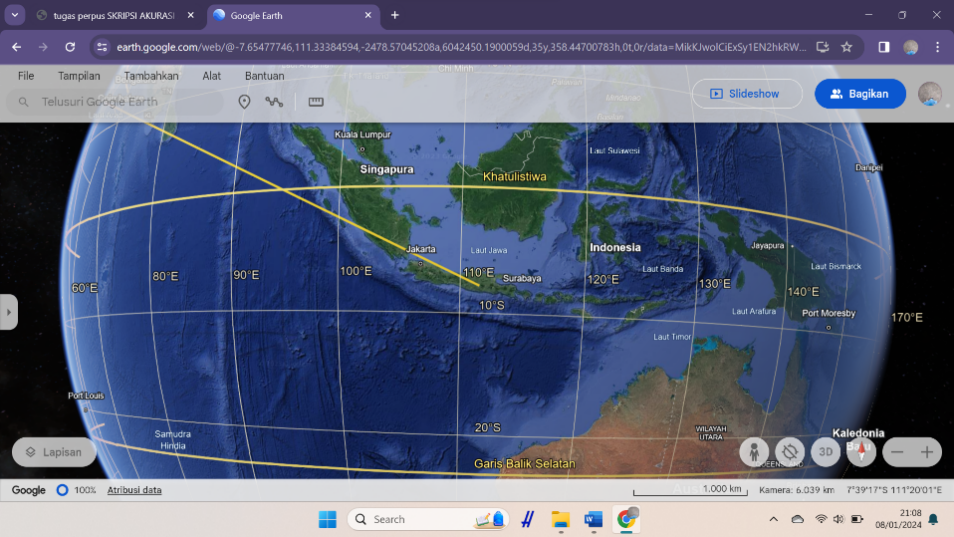 tugas perpus SKRIPSI AKURASI
Google Earth
earth.google.com/web/@-7.65477746,111.33384594,-2478.57045208a,6042450.1900059d,35y,358.44700783h,0t,0r/data=MikKJwolCiExSy1EN2hkRW...
File Tampilan Tambahkan Alat Bantuan
Telusuri Google Earth
Slideshow
Bagikan
Chi Minh
Mindanao
Kuala Lumpur
Laut Sulawesi
Singapura
Danipei
Khatulistiwa
Jakarta
Laut Jawa
Indonesia
Jayapura
Laut Banda
Laut Bismarck
60°E 80°E 90°E 100°E 110°E Surabaya 120°E 130°E 140°E
10°S
Laut Arafura
Port Moresby
170°E
Laut Timor
Port Louis
20°S
Samudra
Hindia
WILAYAH
UTARA
Kaledonia
Garis Balik Selatan
Lapisan
3D
Google 100% Atribusi data
1.000 km
Kamera: 6.039 km
7°39'17"S 111°20'01"E
Search
21:08
08/01/2024